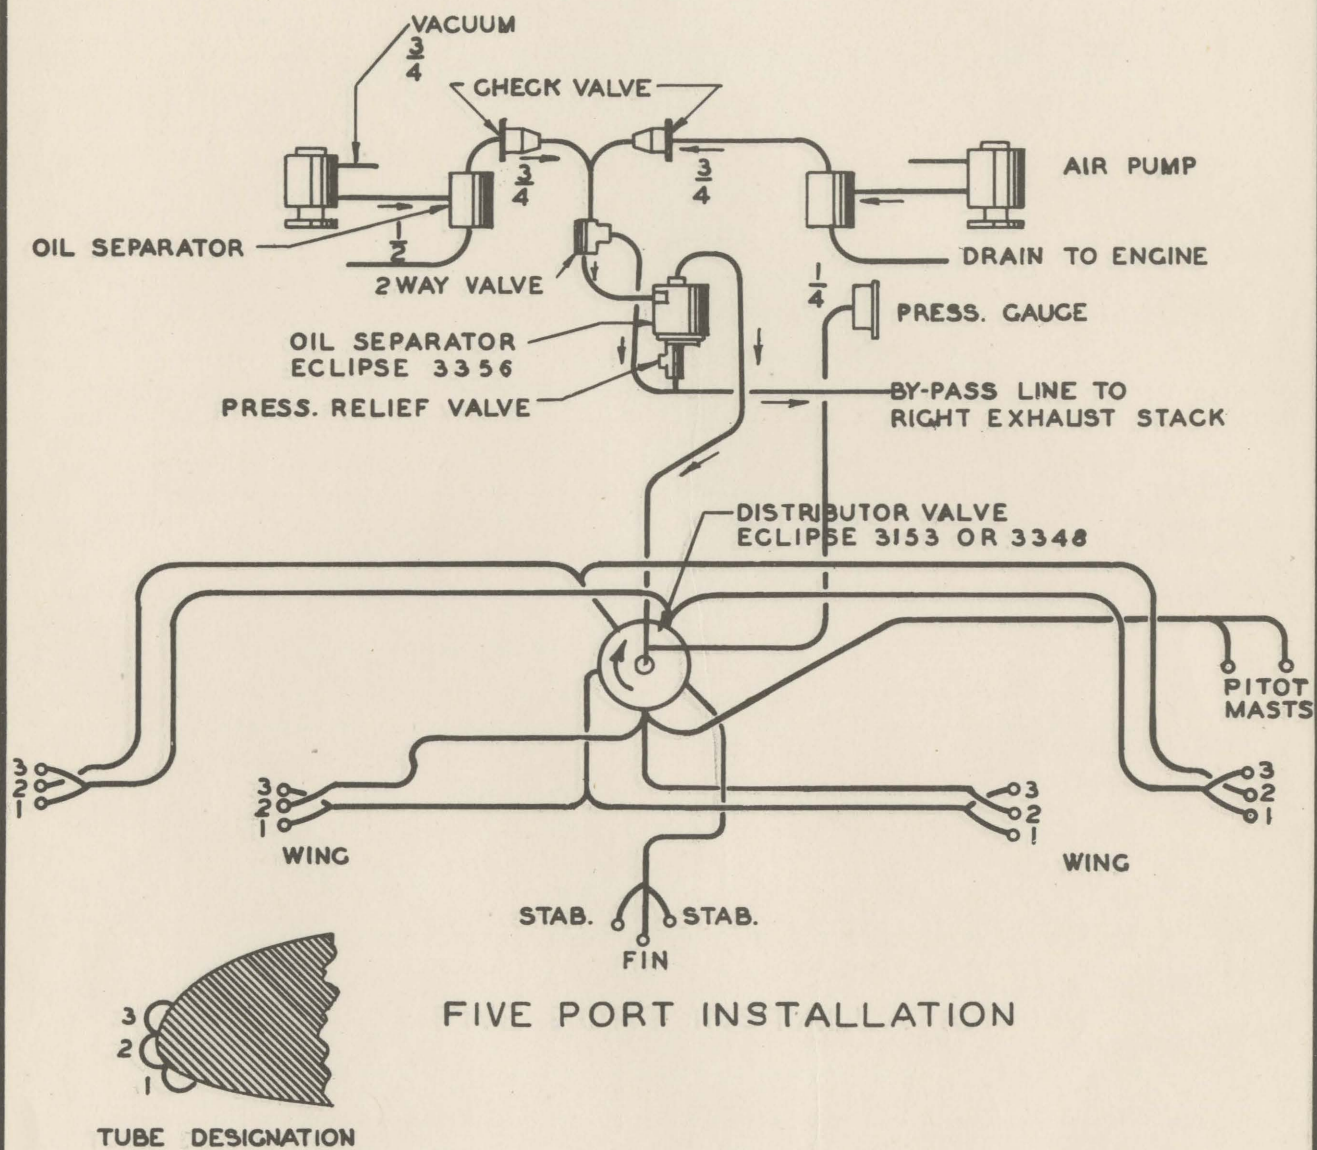 VACUUM
3/4
CHECK VALVE
3/4
3/4
AIR PUMP
OIL SEPARATOR
1/2
DRAIN TO ENGINE
2 WAY VALVE
1/4
PRESS. GAUGE
OIL SEPARATOR
ECLIPSE 3356
PRESS. RELIEF VALVE
BY-PASS LINE TO
RIGHT EXHAUST STACK
DISTRIBUTOR VALVE
ECLIPSE 3153 OR 3348
PITOT
MASTS
3
2
1
3
2
1
WING
3
2
1
WING
3
2
1
STAB.
STAB.
FIN
FIVE PORT INSTALLATION
3
2
1
TUBE DESIGNATION